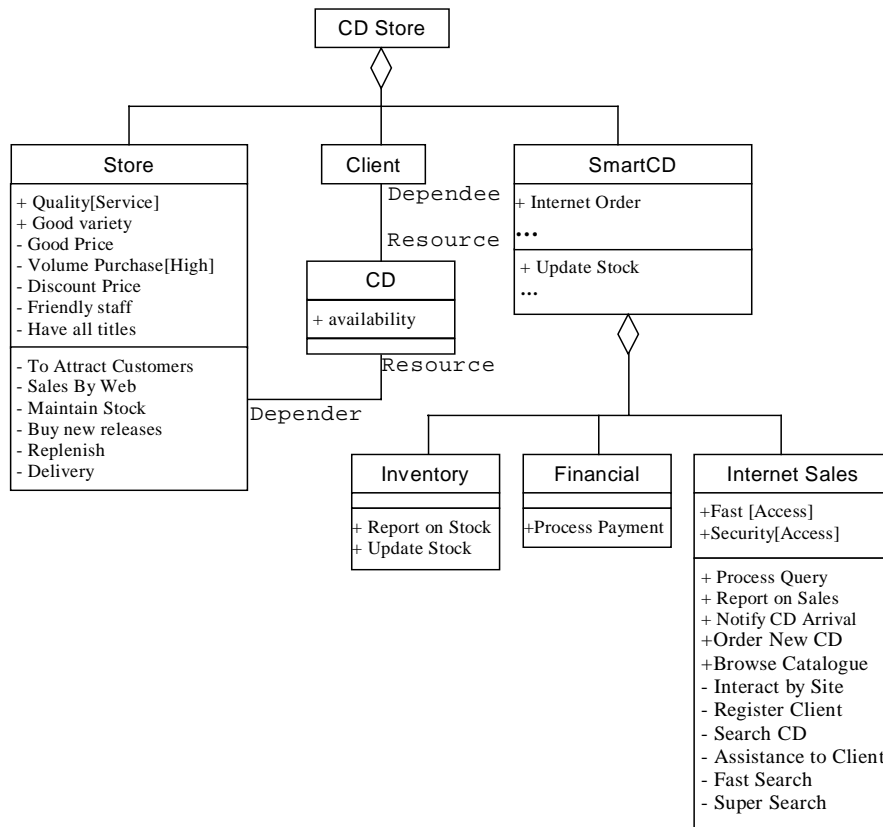 CD Store
Store
+ Quality[Service]
+ Good variety
- Good Price
- Volume Purchase[High]
- Discount Price
- Friendly staff
- Have all titles
- To Attract Customers
- Sales By Web
- Maintain Stock
- Buy new releases
- Replenish
- Delivery
Client
Dependee
Resource
CD
+ availability
Resource
Depender
SmartCD
+ Internet Order
...
+ Update Stock
...
Inventory
+ Report on Stock
+ Update Stock
Financial
+Process Payment
Internet Sales
+Fast [Access]
+Security[Access]
+ Process Query
+ Report on Sales
+ Notify CD Arrival
+Order New CD
+Browse Catalogue
- Interact by Site
- Register Client
- Search CD
- Assistance to Client
- Fast Search
- Super Search